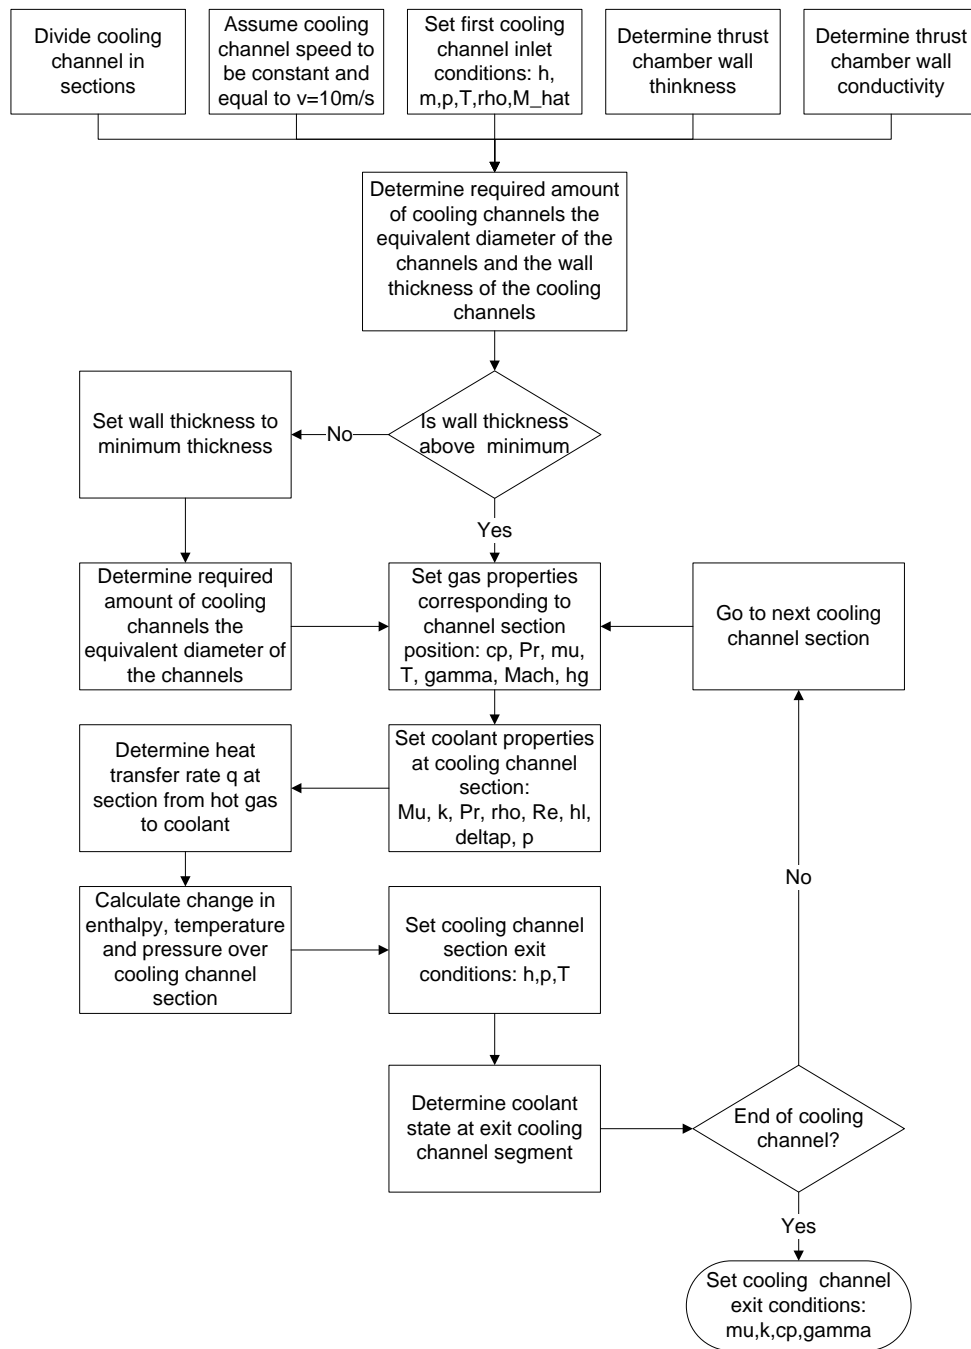 Divide cooling
channel in
sections
Assume cooling
channel speed to
be constant and
equal to v=10m/s
Set first cooling
channel inlet
conditions: h,
m,p,T,rho,M_hat
Determine thrust
chamber wall
thinkness
Determine thrust
chamber wall
conductivity
Determine required amount
of cooling channels the
equivalent diameter of the
channels and the wall
thickness of the cooling
channels
Is wall thickness
above minimum
No
Set wall thickness to
minimum thickness
Yes
Determine required
amount of cooling
channels the
equivalent diameter of
the channels
Set gas properties
corresponding to
channel section
position: cp, Pr, mu,
T, gamma, Mach, hg
Go to next cooling
channel section
Determine heat
transfer rate q at
section from hot gas
to coolant
Set coolant properties
at cooling channel
section:
Mu, k, Pr, rho, Re, hl,
deltap, p
No
Calculate change in
enthalpy, temperature
and pressure over
cooling channel
section
Set cooling channel
section exit
conditions: h,p,T
Determine coolant
state at exit cooling
channel segment
End of cooling
channel?
Yes
Set cooling channel
exit conditions:
mu,k,cp,gamma